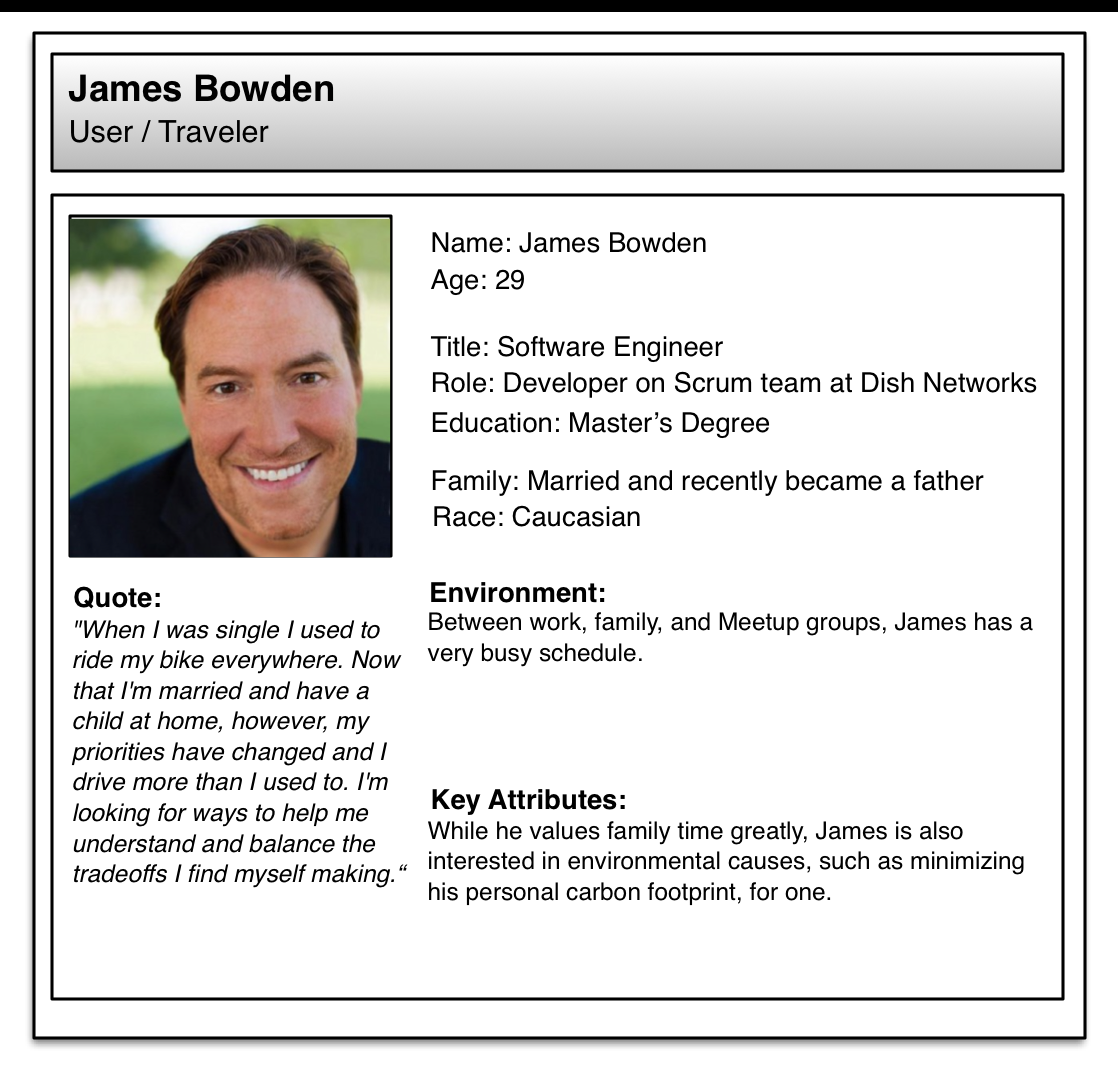 James Bowden
User / Traveler
Name: James Bowden
Age: 29
Title: Software Engineer
Role: Developer on Scrum team at Dish Networks
Education: Master’s Degree
Family: Married and recently became a father
Race: Caucasian
Quote:
"When I was single I used to
ride my bike everywhere. Now
that I'm married and have a
child at home, however, my
priorities have changed and I
drive more than I used to. I'm
looking for ways to help me
understand and balance the
tradeoffs I find myself making.“
Environment:
Between work, family, and Meetup groups, James has a
very busy schedule.
Key Attributes:
While he values family time greatly, James is also
interested in environmental causes, such as minimizing
his personal carbon footprint, for one.